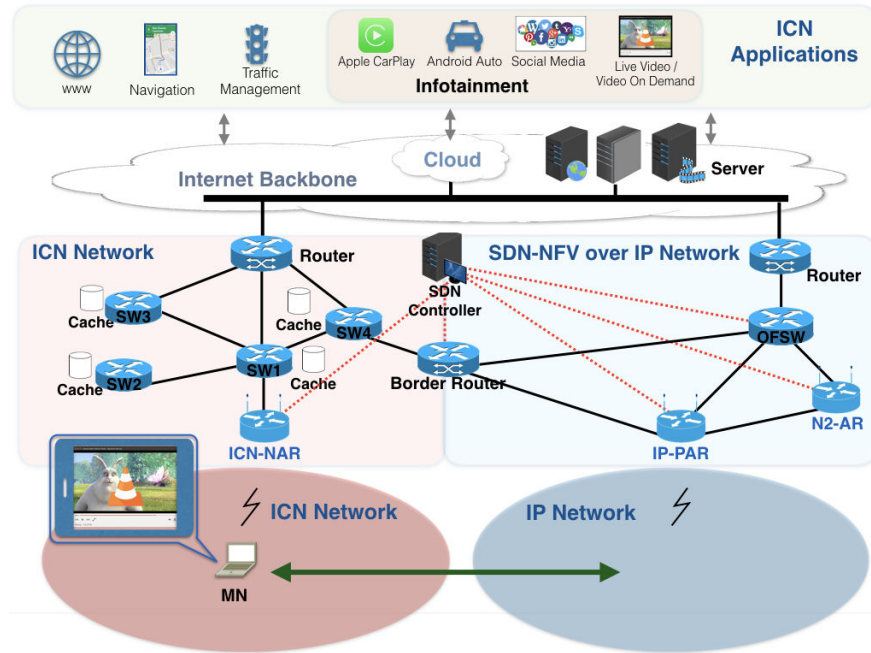 ICN
Applications
www
Navigation
Traffic
Management
Apple CarPlay
Android Auto
Social Media
Live Video /
Video On Demand
Infotainment
Cloud
Internet Backbone
Server
ICN Network
Router
SDN
Controller
SDN-NFV over IP Network
Router
Cache
SW3
Cache
SW4
OFSW
Cache
SW2
SW1
Cache
Border Router
ICN-NAR
IP-PAR
N2-AR
ICN Network
IP Network
MN